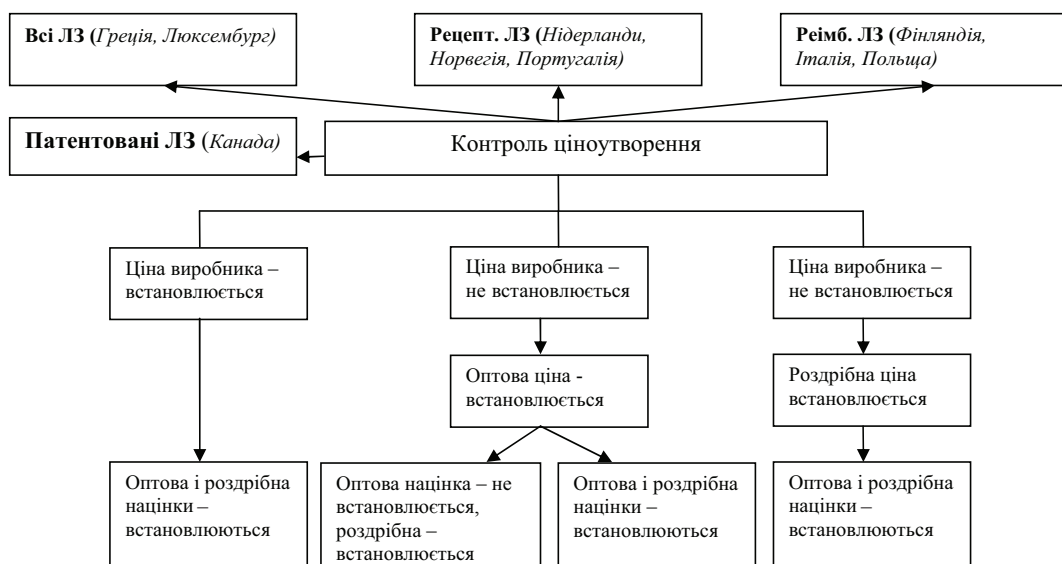 Всі ЛЗ (Греція, Люксембург)
Рецепт. ЛЗ (Нідерланди,
Норвегія, Португалія)
Реімб. ЛЗ (Фінляндія,
Італія, Польща)
Патентовані ЛЗ (Канада)
Контроль ціноутворення
Ціна виробника –
встановлюється
Ціна виробника –
не встановлюється
Ціна виробника –
не встановлюється
Оптова ціна -
встановлюється
Роздрібна ціна
встановлюється
Оптова і роздрібна
націнки –
встановлюються
Оптова націнка – не
встановлюється,
роздрібна –
встановлюється
Оптова і роздрібна
націнки –
встановлюються
Оптова і роздрібна
націнки –
встановлюються